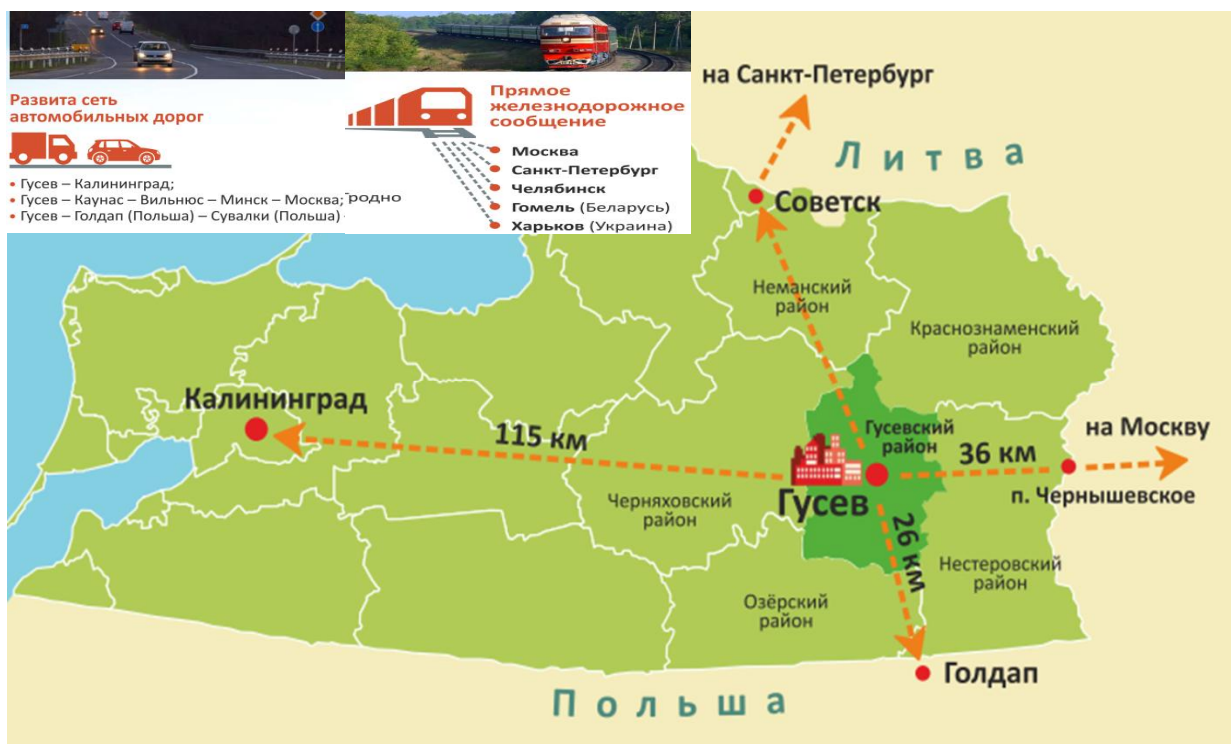 Развита сеть
автомобильных дорог
• Гусев – Калининград;
• Гусев – Каунас – Вильнюс – Минск – Москва;
• Гусев – Голдап (Польша) – Сувалки (Польша)
родно
Прямое
железнодорожное
сообщение
Москва
Санкт-Петербург
Челябинск
Гомель (Беларусь)
Харьков (Украина)
на Санкт-Петербург
Литва
Советск
Неманский
район
Краснознаменский
район
Калининград
115 км
Гусевский
район
36 км
на Москву
п. Чернышевское
Гусев
Черняховский
район
26 км
Нестеровский
район
Озёрский
район
Голдап
Польша